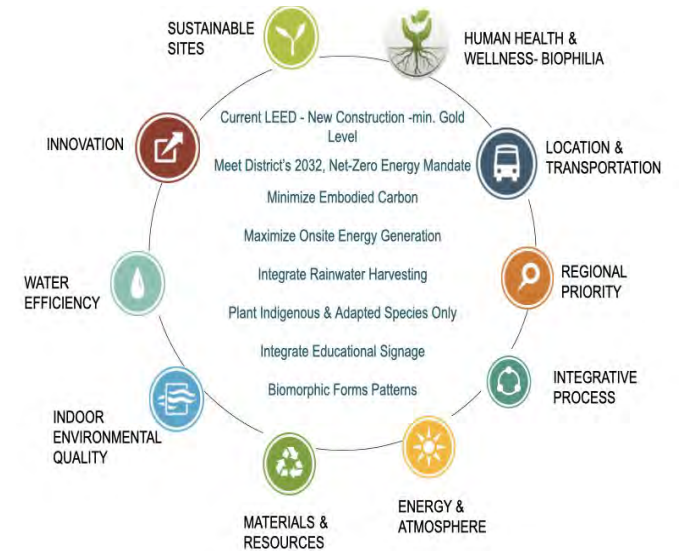 SUSTAINABLE
SITES
HUMAN HEALTH &
WELLNESS- BIOPHILIA
INNOVATION
LOCATION &
TRANSPORTATION
Current LEED - New Construction -min. Gold
Level
Meet District's 2032, Net-Zero Energy Mandate
Minimize Embodied Carbon
Maximize Onsite Energy Generation
Integrate Rainwater Harvesting
Plant Indigenous & Adapted Species Only
Integrate Educational Signage
Biomorphic Forms Patterns
WATER
EFFICIENCY
REGIONAL
PRIORITY
INDOOR
ENVIRONMENTAL
QUALITY
INTEGRATIVE
PROCESS
MATERIALS &
RESOURCES
ENERGY &
ATMOSPHERE